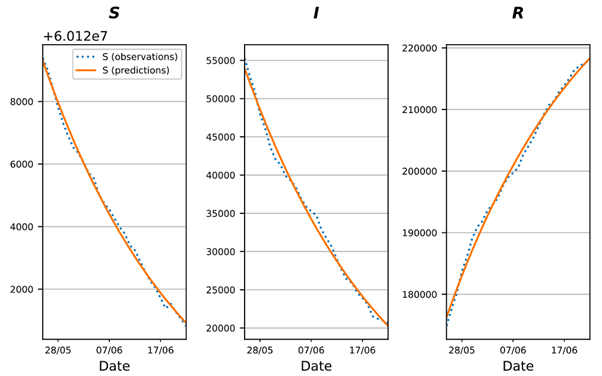 S
I
R
+6.012e7
S (observations)
S (predictions)
8000
6000
4000
2000
55000
50000
45000
40000
35000
30000
25000
20000
220000
210000
200000
190000
180000
28/05
07/06
17/06
28/05
07/06
17/06
28/05
07/06
17/06
Date
Date
Date